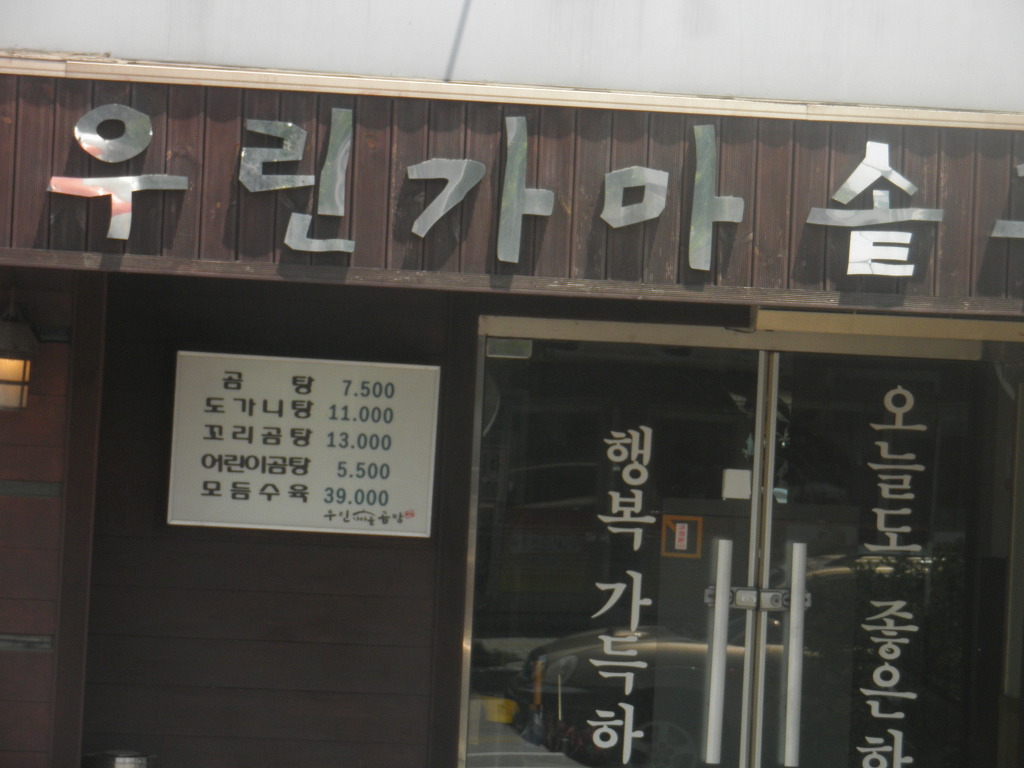 우린가마솥
곰 탕 7.500
도가니탕 11.000
꼬리곰탕 13.000
어린이곰탕 5.500
모듬수육 39.000
행복 가득하
오늘도 좋은